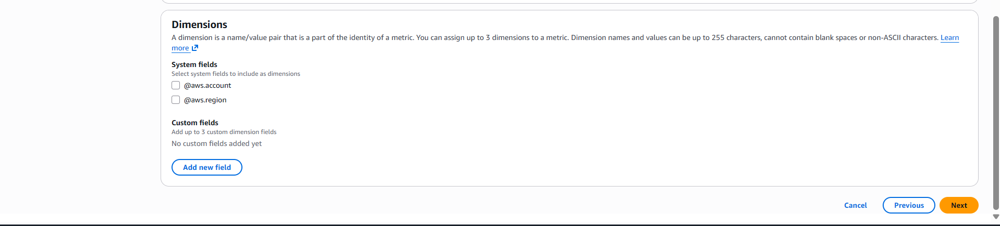 Dimensions
A dimension is a name/value pair that is a part of the identity of a metric. You can assign up to 3 dimensions to a metric. Dimension names and values can be up to 255 characters, cannot contain blank spaces or non-ASCII characters. Learn
more
System fields
Select system fields to include as dimensions
@aws.account
@aws.region
Custom fields
Add up to 3 custom dimension fields
No custom fields added yet
Add new field
Cancel Previous Next